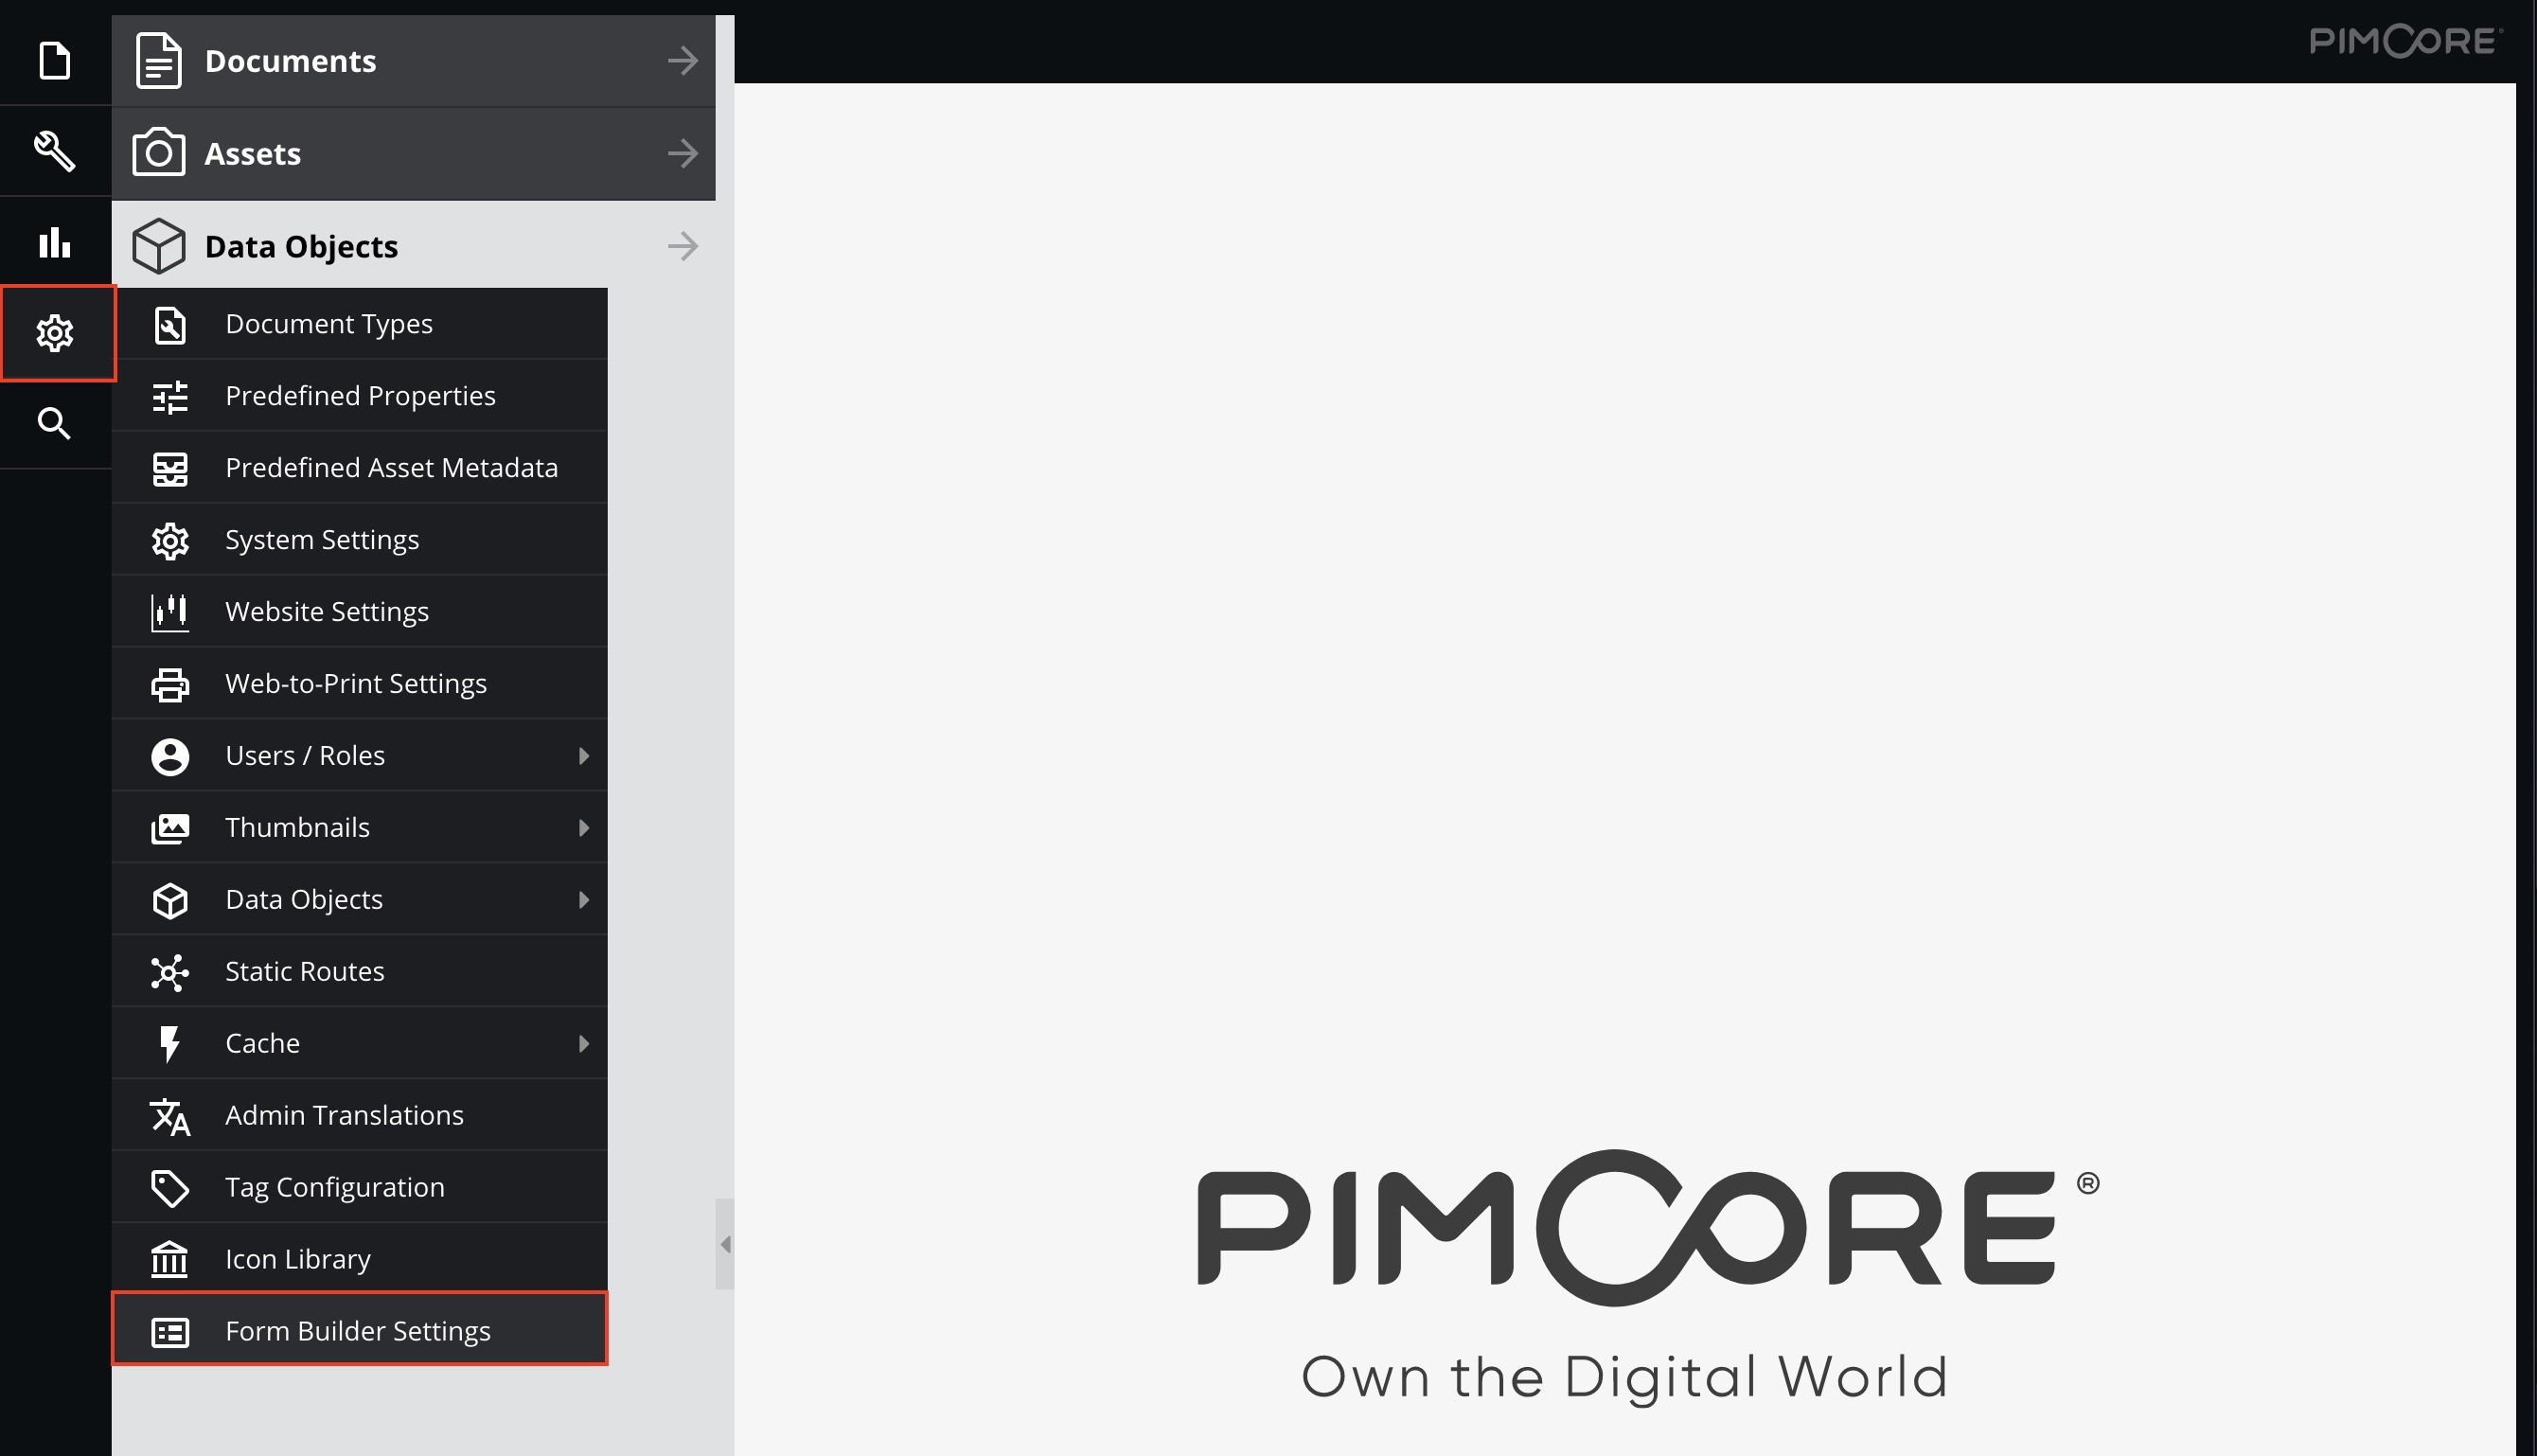 PIMCORE®
Documents
Assets
Data Objects
Document Types
Predefined Properties
Predefined Asset Metadata
System Settings
Website Settings
Web-to-Print Settings
Users / Roles
Thumbnails
Data Objects
Static Routes
Cache
Admin Translations
Tag Configuration
Icon Library
Form Builder Settings
PIMCORE®
Own the Digital World